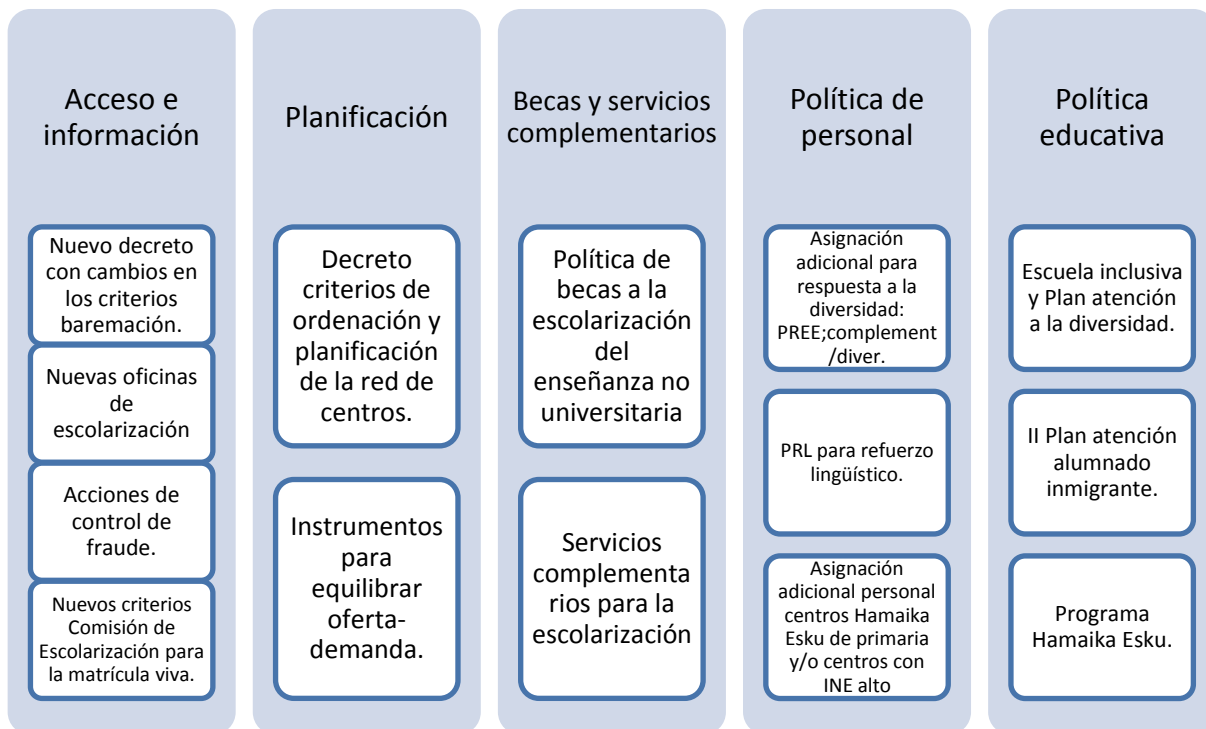 Acceso e
información
Nuevo decreto
con cambios en
los criterios
baremación.
Nuevas oficinas
de
escolarización
Acciones de
control de
fraude.
Nuevos criterios
Comisión de
Escolarización para
la matrícula viva.
Planificación
Decreto
criterios de
ordenación y
planificación
de la red de
centros.
Instrumentos
para
equilibrar
oferta-
demanda.
Becas y servicios
complementarios
Política de
becas a la
escolarización
del
enseñanza no
universitaria
Servicios
complementa
rios para la
escolarización
Política de
personal
Asignación
adicional para
respuesta a la
diversidad:
PREE;complement
/diver.
PRL para refuerzo
lingüístico.
Asignación
adicional personal
centros Hamaika
Esku de primaria
y/o centros con
INE alto
Política
educativa
Escuela inclusiva
y Plan atención
a la diversidad.
II Plan atención
alumnado
inmigrante.
Programa
Hamaika Esku.